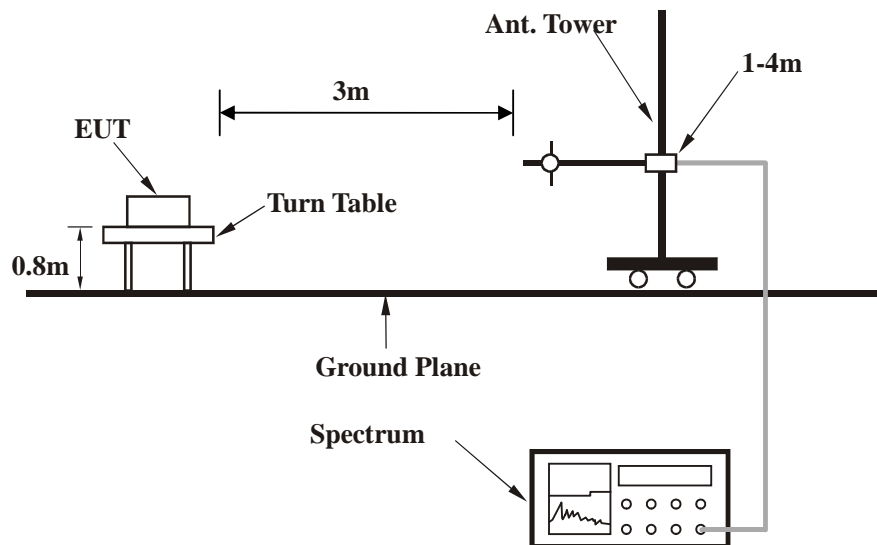 Ant. Tower
1-4m
3m
EUT
Turn Table
0.8m
Ground Plane
Spectrum